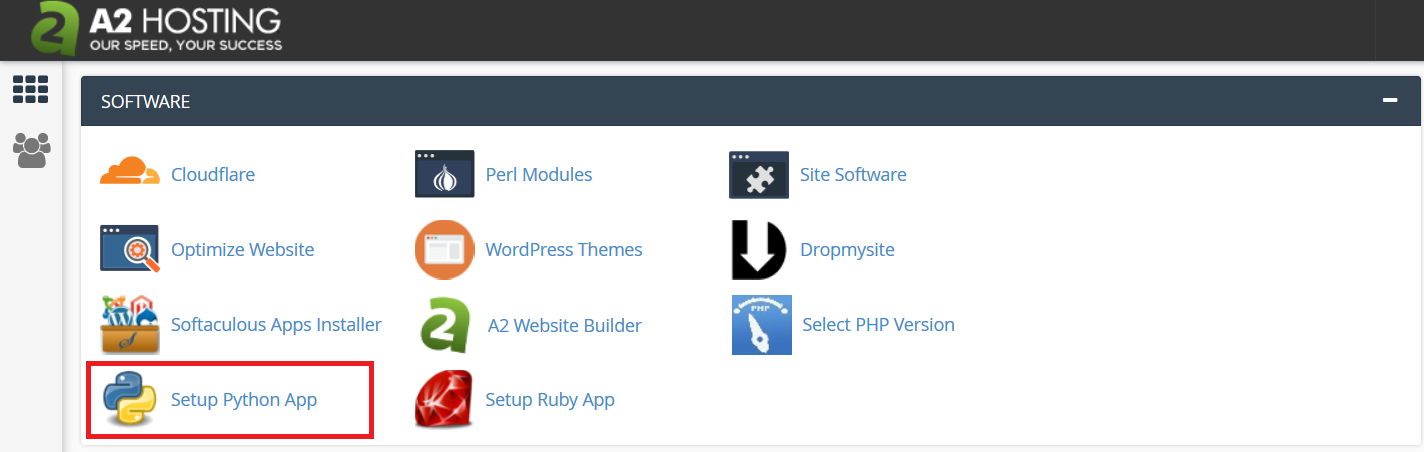 A2 HOSTING
OUR SPEED, YOUR SUCCESS
SOFTWARE
Cloudflare
Perl Modules
Site Software
Optimize Website
WordPress Themes
Dropmysite
Softaculous Apps Installer
A2 Website Builder
PHP
Select PHP Version
Setup Python App
Setup Ruby App